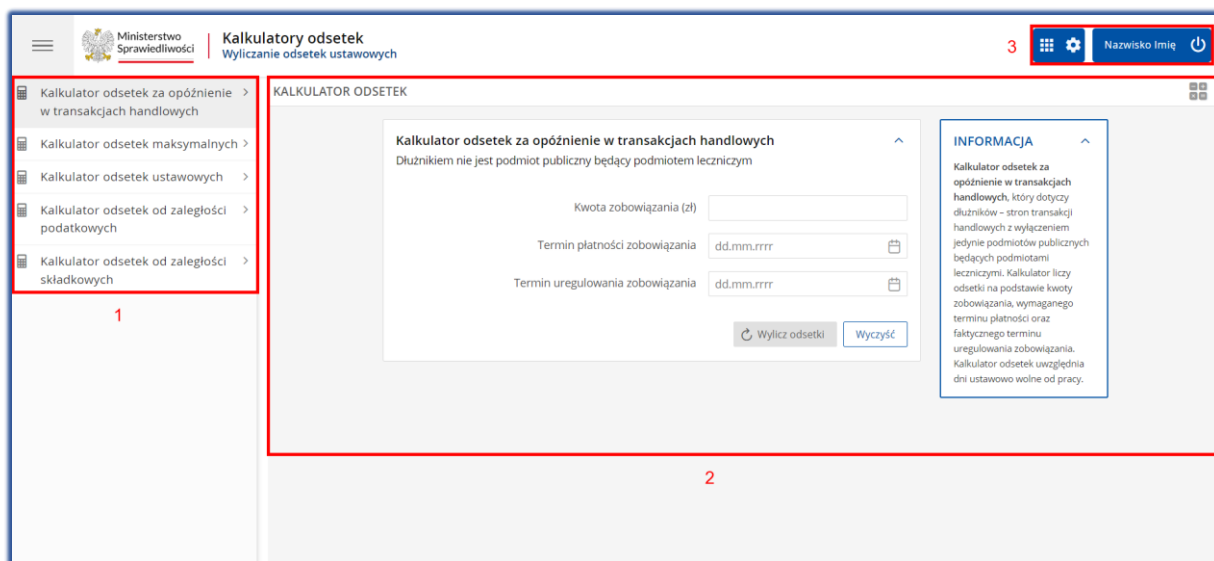 Ministerstwo
Sprawiedliwości
Kalkulatory odsetek
Wyliczanie odsetek ustawowych
3
Nazwisko Imię
Kalkulator odsetek za opóźnienie
w transakcjach handlowych
Kalkulator odsetek maksymalnych
Kalkulator odsetek ustawowych
Kalkulator odsetek od zaległości
podatkowych
Kalkulator odsetek od zaległości
składkowych
1
KALKULATOR ODSETEK
Kalkulator odsetek za opóźnienie w transakcjach handlowych
Dłużnikiem nie jest podmiot publiczny będący podmiotem leczniczym
Kwota zobowiązania (zł)
Termin płatności zobowiązania
dd.mm.rrrr
Termin uregulowania zobowiązania
dd.mm.rrrr
Wylicz odsetki
Wyczyść
INFORMACJA
Kalkulator odsetek za
opóźnienie w transakcjach
handlowych, który dotyczy
dłużników – stron transakcji
handlowych z wyłączeniem
jedynie podmiotów publicznych
będących podmiotami
leczniczymi. Kalkulator liczy
odsetki na podstawie kwoty
zobowiązania, wymaganego
terminu płatności oraz
faktycznego terminu
uregulowania zobowiązania.
Kalkulator odsetek uwzględnia
dni ustawowo wolne od pracy.
2